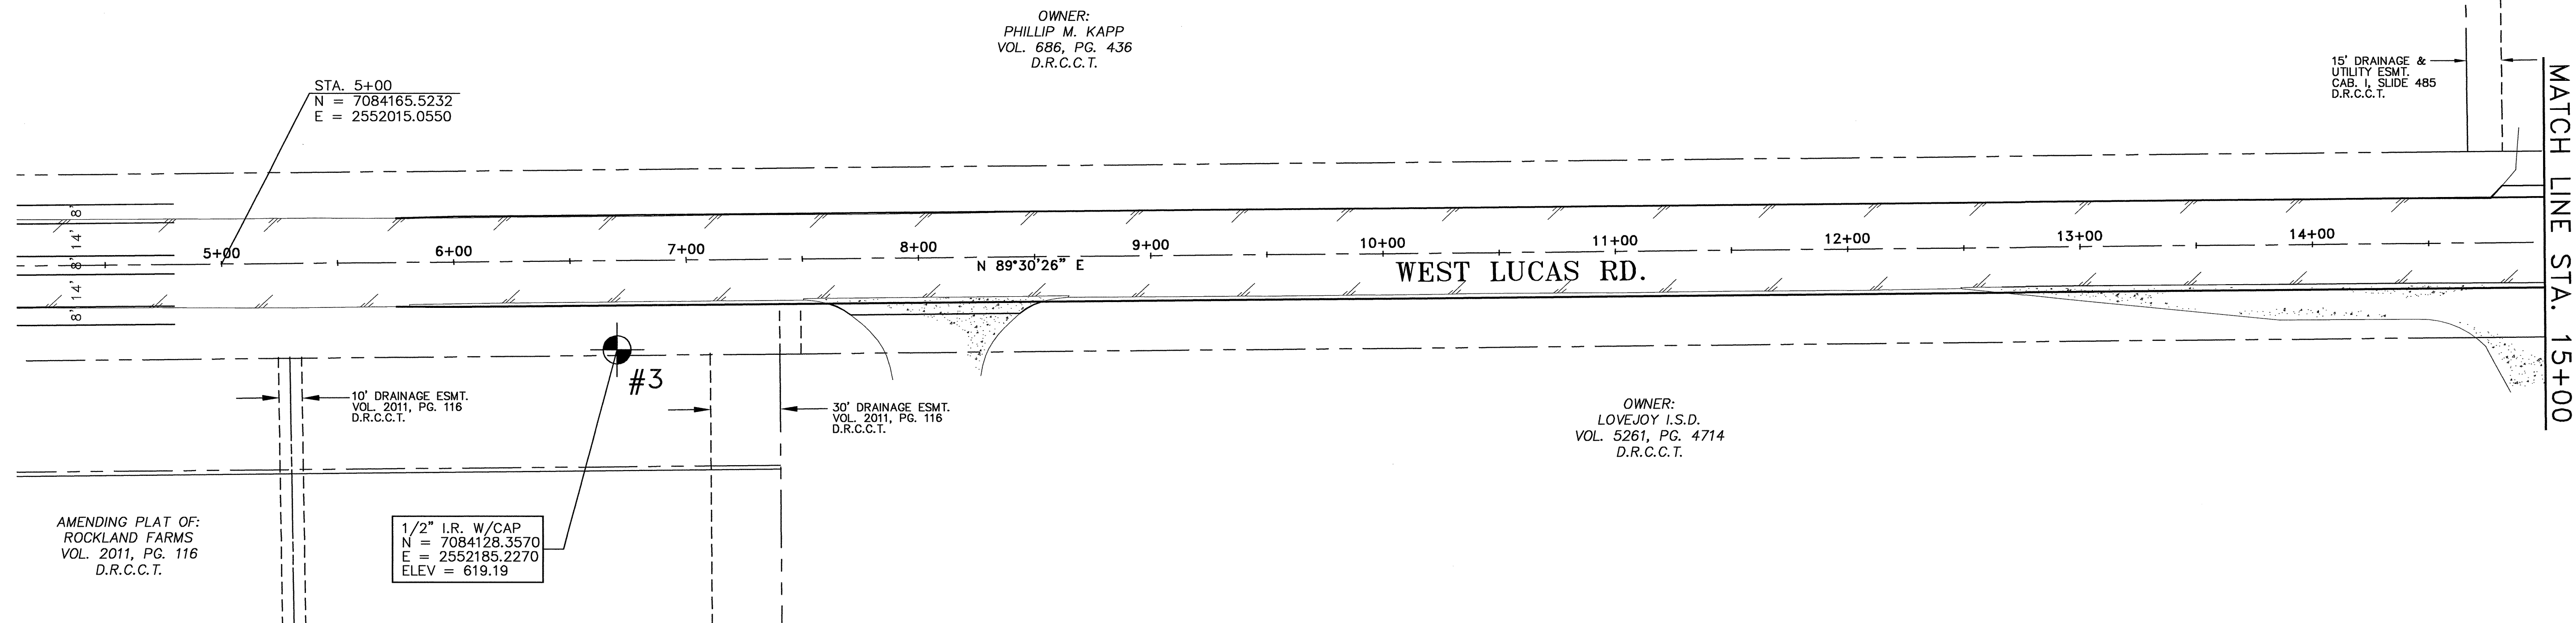 OWNER:
PHILLIP M. KAPP
VOL. 686, PG. 436
D.R.C.C.T.
STA. 5+00
N = 7084165.5232
E = 2552015.0550
15' DRAINAGE &
UTILITY ESMT.
CAB. I, SLIDE 485
D.R.C.C.T.
MATCH LINE STA. 15+00
8'
14'
8'
14'
8'
5+00
6+00
7+00
8+00
9+00
10+00
11+00
12+00
13+00
14+00
N 89°30'26" E
WEST LUCAS RD.
#3
10' DRAINAGE ESMT.
VOL. 2011, PG. 116
D.R.C.C.T.
30' DRAINAGE ESMT.
VOL. 2011, PG. 116
D.R.C.C.T.
OWNER:
LOVEJOY I.S.D.
VOL. 5261, PG. 4714
D.R.C.C.T.
AMENDING PLAT OF:
ROCKLAND FARMS
VOL. 2011, PG. 116
D.R.C.C.T.
1/2" I.R. W/CAP
N = 7084128.3570
E = 2552185.2270
ELEV = 619.19